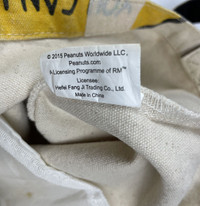 © 2015 Peanuts Worldwide LLC.
Peanuts.com
A Licensing Programme of RM™
Licensee:
Hefei Fang Ji Trading Co., Ltd.
Made in China